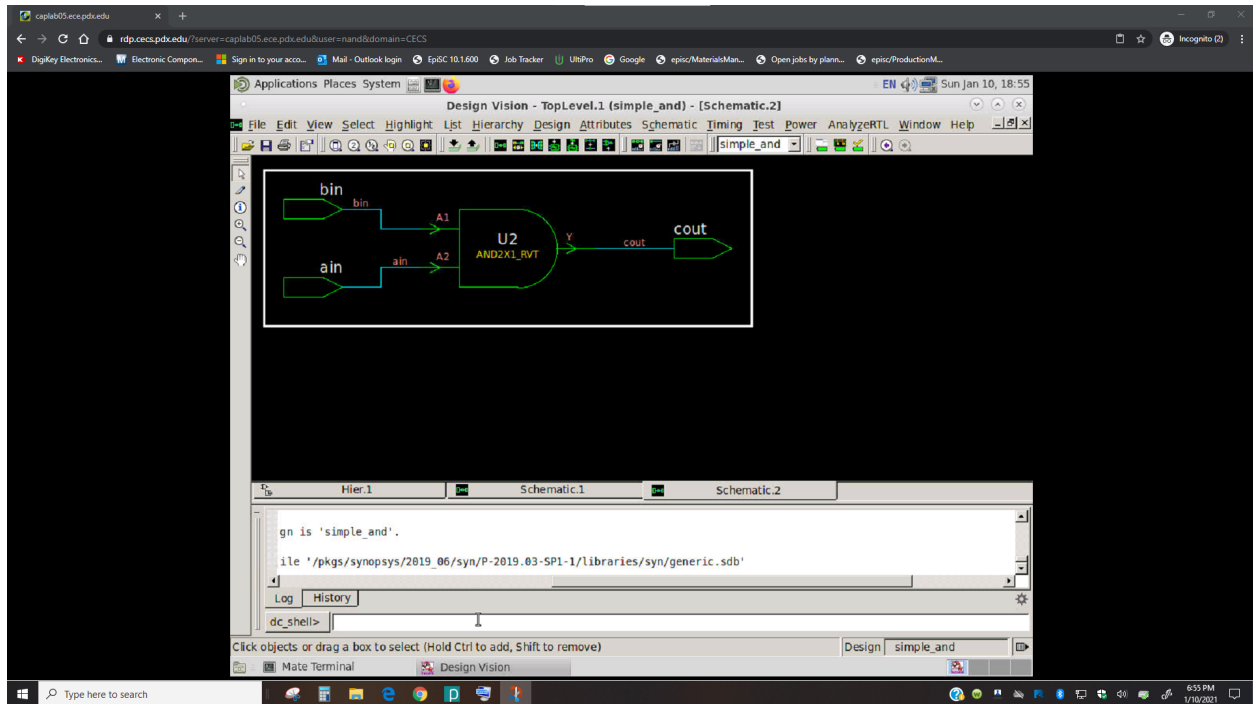 caplab05.ece.pdx.edu
rdp.cecs.pdx.edu/?server=caplab05.ece.pdx.edu&user=nand&domain=CECS
Incognito (2)
DigiKey Electronics...
Electronic Compon...
Sign in to your acco...
Mail - Outlook login
EpiSC 10.1.600
Job Tracker
UltiPro
Google
episc/MaterialsMan...
Open jobs by plann...
episc/ProductionM...
Applications Places System
EN
Sun Jan 10, 18:55
Design Vision - TopLevel.1 (simple_and) - [Schematic.2]
File Edit View Select Highlight List Hierarchy Design Attributes Schematic Timing Test Power AnalyzeRTL Window Help
simple_and
bin
bin
A1
U2
AND2X1_RVT
Y
cout
cout
ain
ain
A2
Hier.1
Schematic.1
Schematic.2
gn is 'simple_and'.
ile '/pkgs/synopsys/2019_06/syn/P-2019.03-SP1-1/libraries/syn/generic.sdb'
Log
History
dc_shell>
Click objects or drag a box to select (Hold Ctrl to add, Shift to remove)
Design
simple_and
Mate Terminal
Design Vision
Type here to search
6:55 PM
1/10/2021